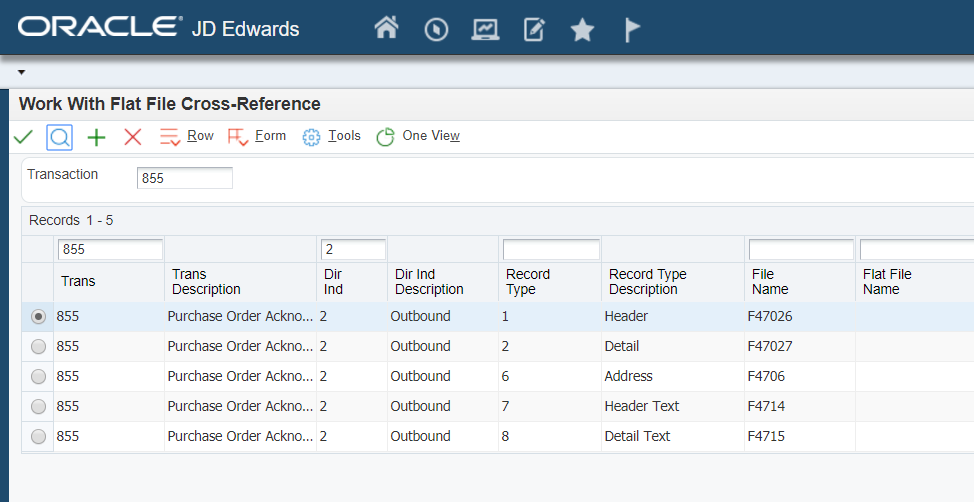 ORACLE JD Edwards
Work With Flat File Cross-Reference
Row Form Tools One View
Transaction 855
Records 1 - 5
855 2
Trans Trans Description Dir Ind Dir Ind Description Record Type Record Type Description File Name Flat File Name
855 Purchase Order Ackno... 2 Outbound 1 Header F47026
855 Purchase Order Ackno... 2 Outbound 2 Detail F47027
855 Purchase Order Ackno... 2 Outbound 6 Address F4706
855 Purchase Order Ackno... 2 Outbound 7 Header Text F4714
855 Purchase Order Ackno... 2 Outbound 8 Detail Text F4715